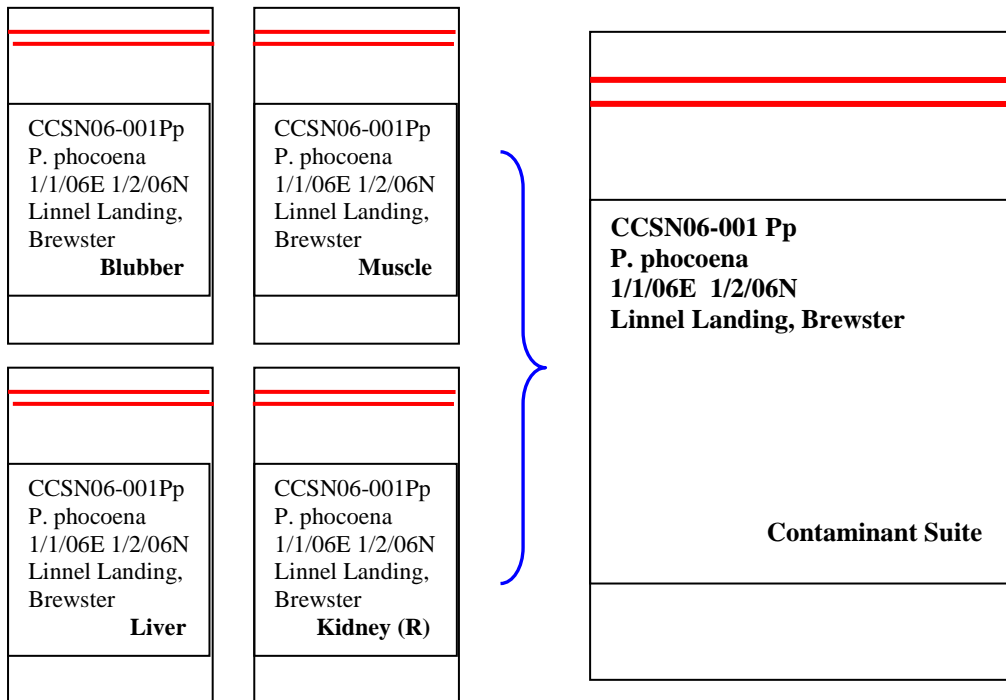 CCSN06-001Pp
P. phocoena
1/1/06E 1/2/06N
Linnel Landing,
Brewster
Blubber
CCSN06-001Pp
P. phocoena
1/1/06E 1/2/06N
Linnel Landing,
Brewster
Muscle
CCSN06-001Pp
P. phocoena
1/1/06E 1/2/06N
Linnel Landing,
Brewster
Liver
CCSN06-001Pp
P. phocoena
1/1/06E 1/2/06N
Linnel Landing,
Brewster
Kidney (R)
CCSN06-001 Pp
P. phocoena
1/1/06E 1/2/06N
Linnel Landing, Brewster
Contaminant Suite